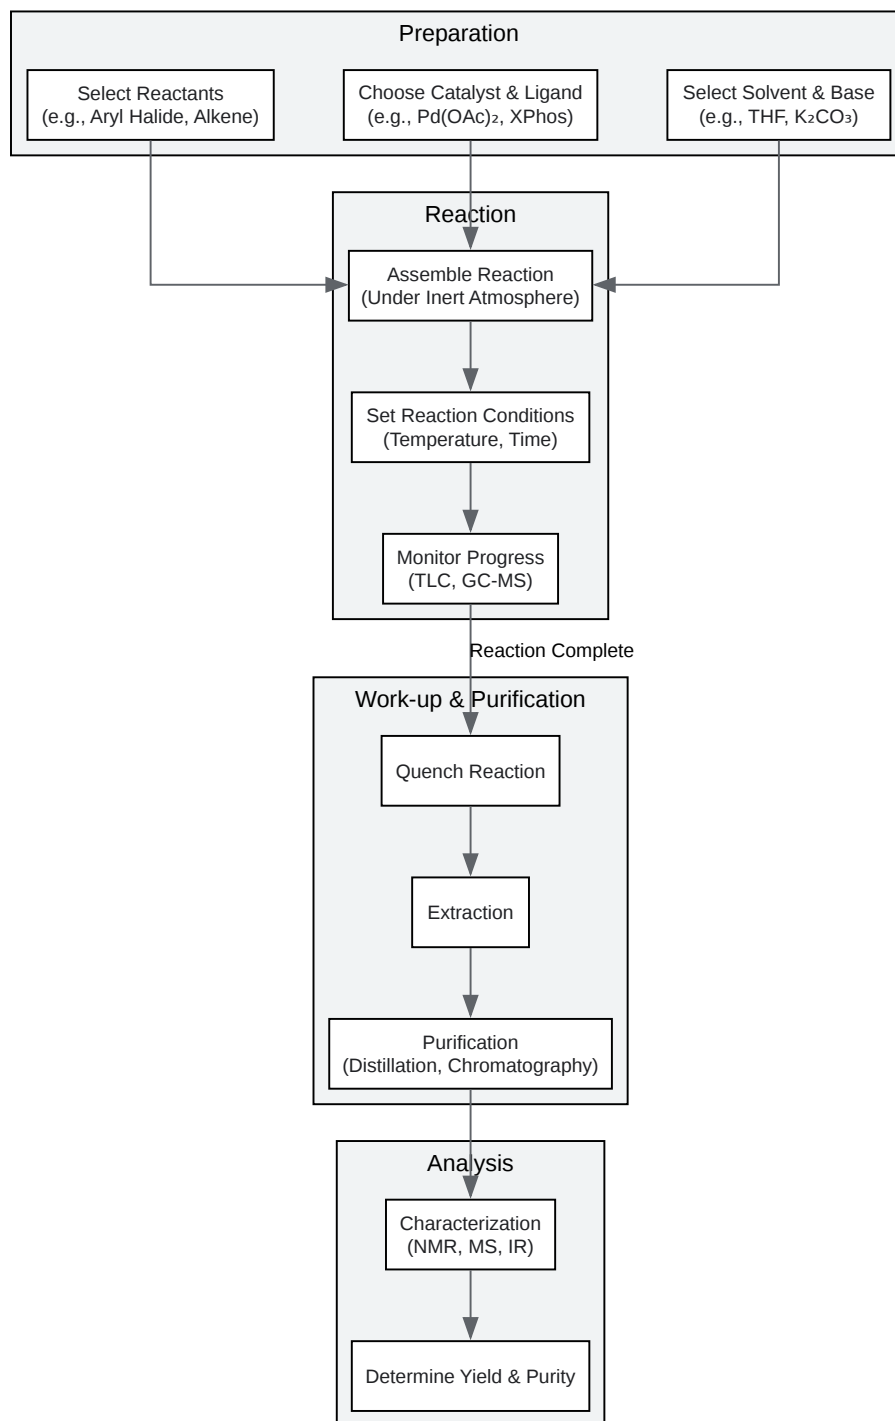 Preparation
Select Reactants
(e.g., Aryl Halide, Alkene)
Choose Catalyst & Ligand
(e.g., Pd(OAc)₂, XPhos)
Select Solvent & Base
(e.g., THF, K₂CO₃)
Reaction
Assemble Reaction
(Under Inert Atmosphere)
Set Reaction Conditions
(Temperature, Time)
Monitor Progress
(TLC, GC-MS)
Reaction Complete
Work-up & Purification
Quench Reaction
Extraction
Purification
(Distillation, Chromatography)
Analysis
Characterization
(NMR, MS, IR)
Determine Yield & Purity